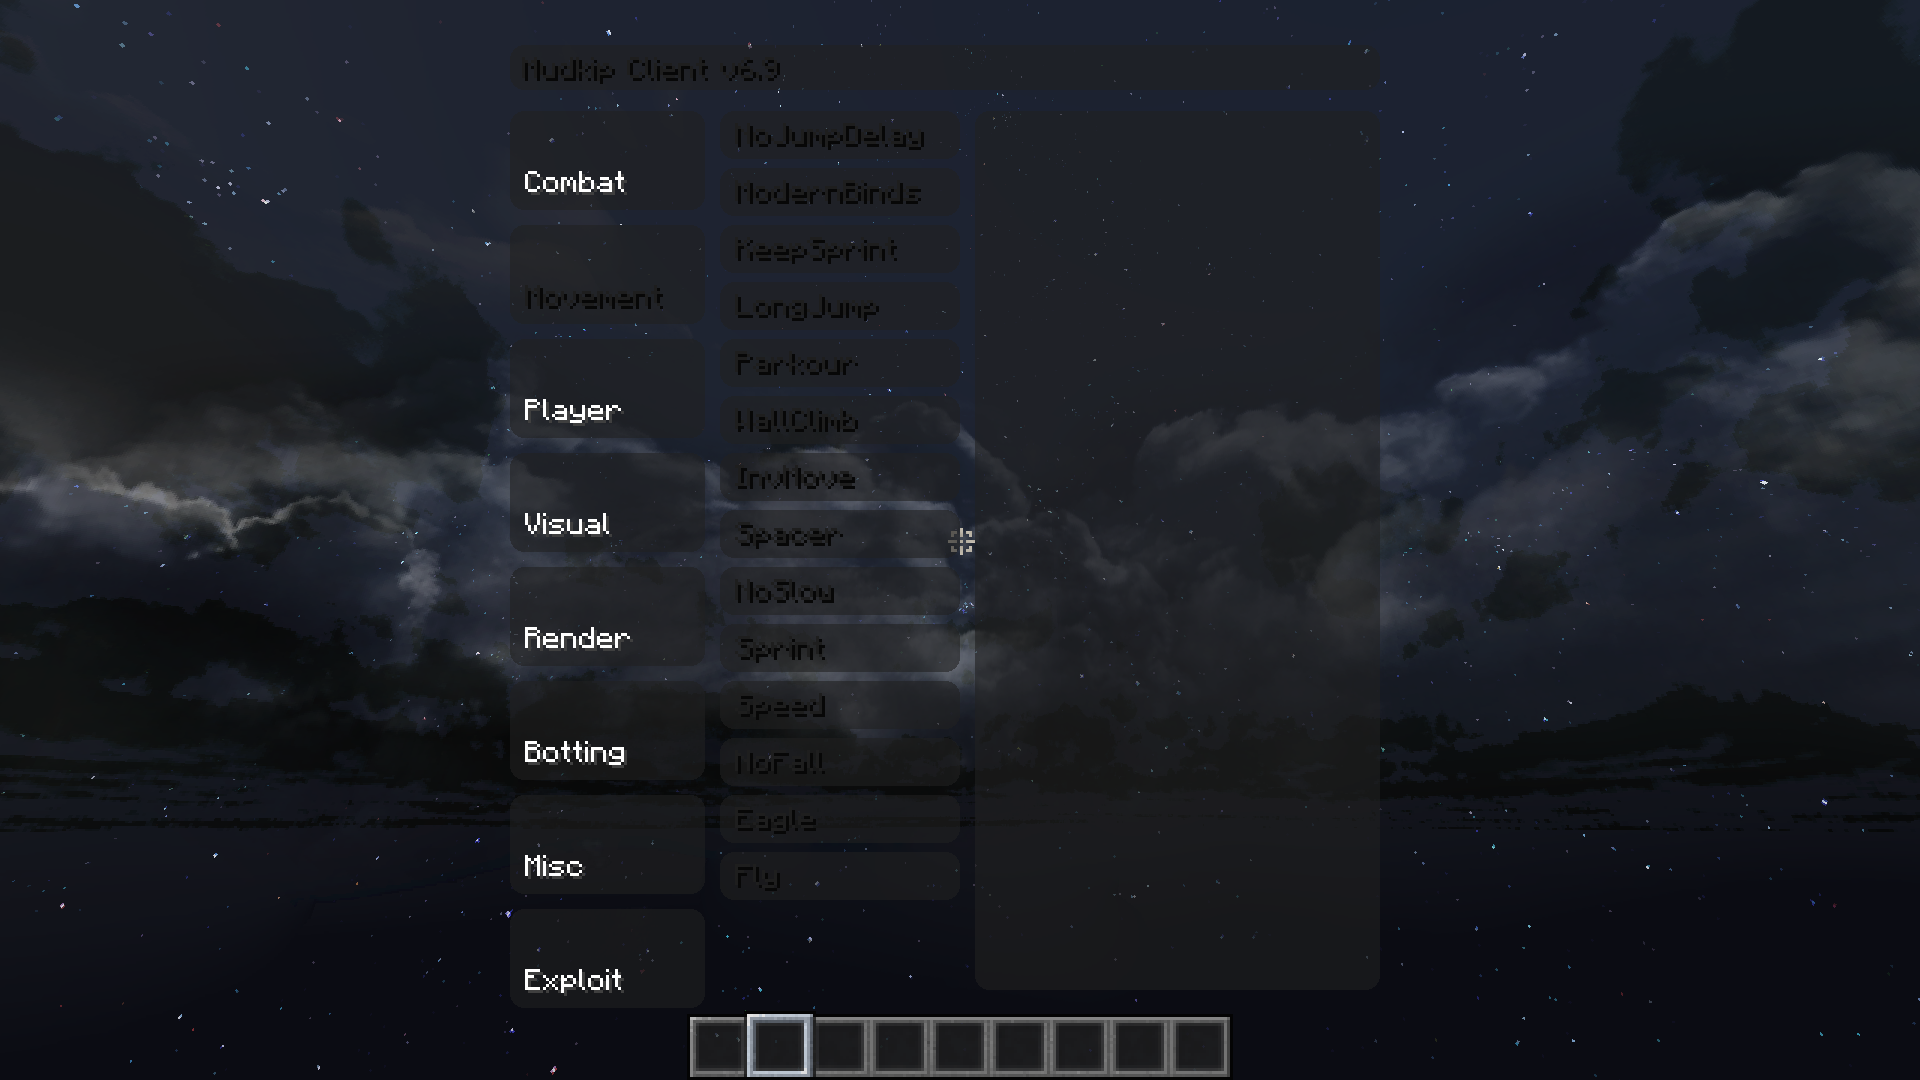 Mudkip Client v6.9
Combat
Movement
Player
Visual
Render
Botting
Misc
Exploit
NoJumpDelay
ModernBinds
KeepSprint
LongJump
Parkour
WallClimb
InvMove
Spacer
NoSlow
Sprint
Speed
NoFall
Eagle
Fly